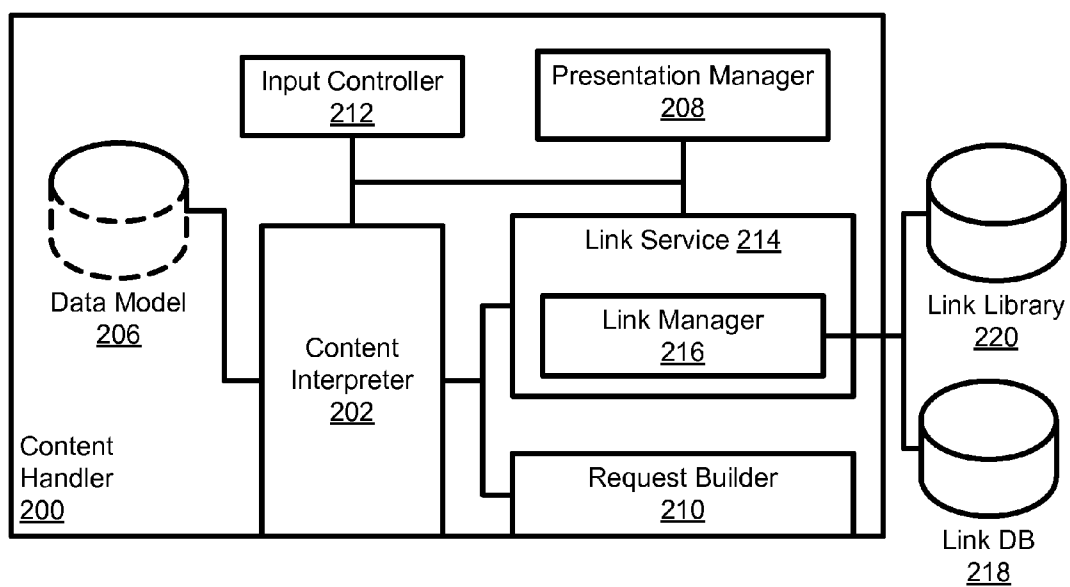 Input Controller
212
Presentation Manager
208
Data Model
206
Content
Interpreter
202
Link Service 214
Link Manager
216
Link Library
220
Content
Handler
200
Request Builder
210
Link DB
218